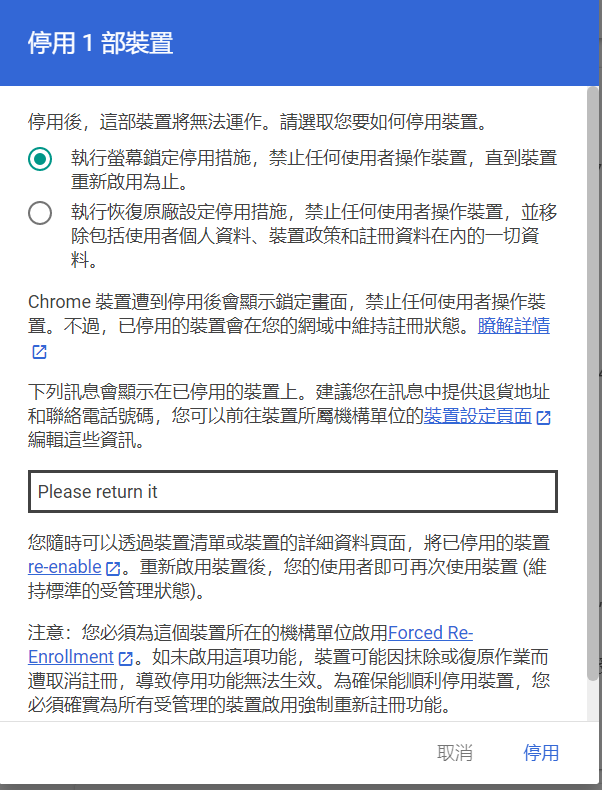 停用 1 部裝置
停用後，這部裝置將無法運作。請選取您要如何停用裝置。
執行螢幕鎖定停用措施，禁止任何使用者操作裝置，直到裝置
重新啟用為止。
執行恢復原廠設定停用措施，禁止任何使用者操作裝置，並移
除包括使用者個人資料、裝置政策和註冊資料在內的一切資
料。
Chrome 裝置遭到停用後會顯示鎖定畫面，禁止任何使用者操作裝
置。不過，已停用的裝置會在您的網域中維持註冊狀態。瞭解詳情
下列訊息會顯示在已停用的裝置上。建議您在訊息中提供退貨地址
和聯絡電話號碼，您可以前往裝置所屬機構單位的裝置設定頁面
編輯這些資訊。
Please return it
您隨時可以透過裝置清單或裝置的詳細資料頁面，將已停用的裝置
re-enable。重新啟用裝置後，您的使用者即可再次使用裝置 (維
持標準的受管理狀態)。
注意：您必須為這個裝置所在的機構單位啟用Forced Re-
Enrollment。如未啟用這項功能，裝置可能因抹除或復原作業而
遭取消註冊，導致停用功能無法生效。為確保能順利停用裝置，您
必須確實為所有受管理的裝置啟用強制重新註冊功能。
取消 停用